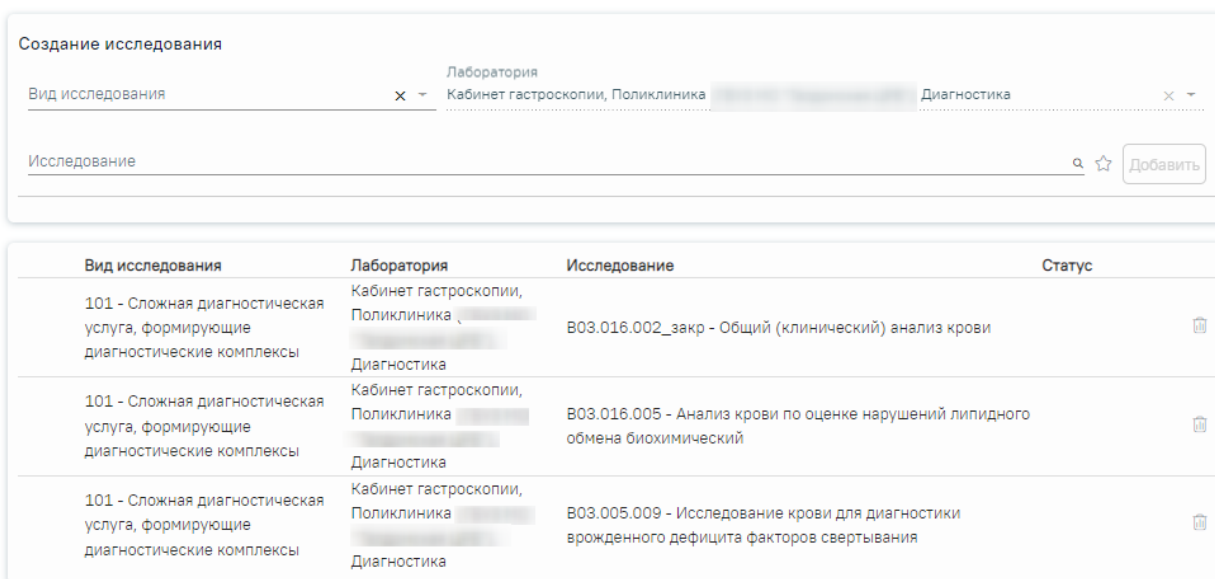 Создание исследования
Лаборатория
Вид исследования
Кабинет гастроскопии, Поликлиника Диагностика
Исследование
Добавить
Вид исследования Лаборатория Исследование Статус
101 - Сложная диагностическая
услуга, формирующие
диагностические комплексы
Кабинет гастроскопии,
Поликлиника
Диагностика
B03.016.002_закр - Общий (клинический) анализ крови
101 - Сложная диагностическая
услуга, формирующие
диагностические комплексы
Кабинет гастроскопии,
Поликлиника
Диагностика
B03.016.005 - Анализ крови по оценке нарушений липидного
обмена биохимический
101 - Сложная диагностическая
услуга, формирующие
диагностические комплексы
Кабинет гастроскопии,
Поликлиника
Диагностика
B03.005.009 - Исследование крови для диагностики
врожденного дефицита факторов свертывания